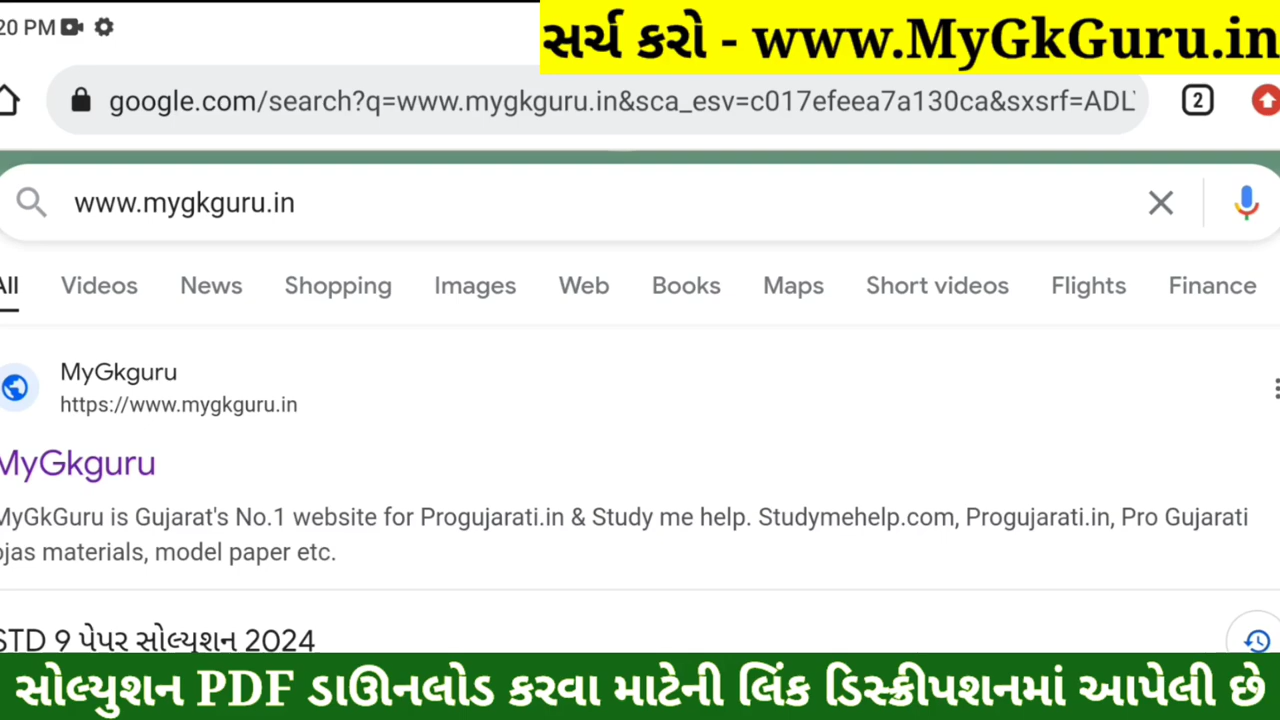 20 PM
સર્ચ કરો - www.MyGkGuru.in
google.com/search?q=www.mygkguru.in&sca_esv=c017efeea7a130ca&sxsrf=ADL
2
www.mygkguru.in
All Videos News Shopping Images Web Books Maps Short videos Flights Finance
MyGkguru
https://www.mygkguru.in
MyGkguru
MyGkGuru is Gujarat's No.1 website for Progujarati.in & Study me help. Studymehelp.com, Progujarati.in, Pro Gujarati
ojas materials, model paper etc.
STD 9 પેપર સોલ્યુશન 2024
સોલ્યુશન PDF ડાઊનલોડ કરવા માટેની લિંક ડિસ્ક્રીપશનમાં આપેલી છે